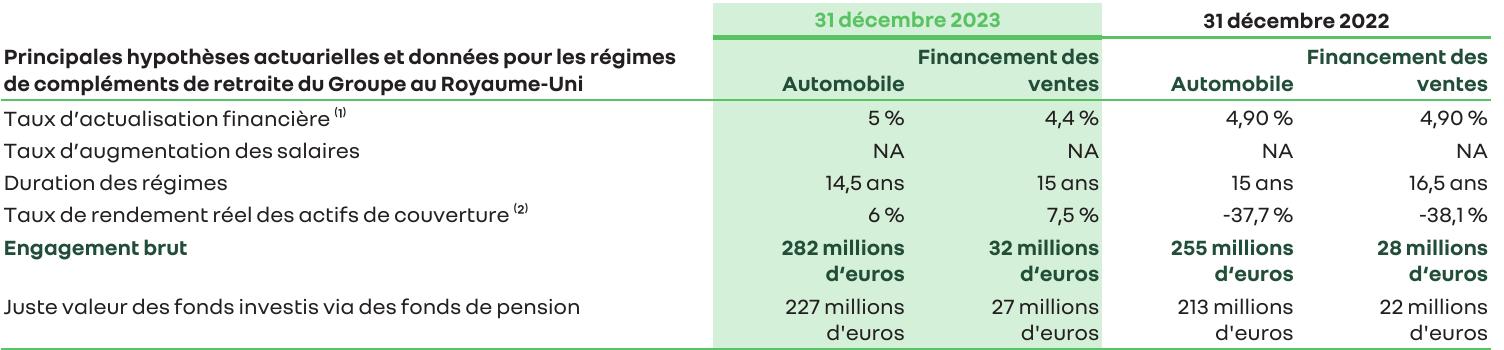 31 décembre 2023 31 décembre 2022
Principales hypothèses actuarielles et données pour les régimes Financement des Financement des
de compléments de retraite du Groupe au Royaume-Uni Automobile ventes Automobile ventes
Taux d’actualisation financière (1) 5 % 4,4 % 4,90 % 4,90 %
Taux d’augmentation des salaires NA NA NA NA
Duration des régimes 14,5 ans 15 ans 15 ans 16,5 ans
Taux de rendement réel des actifs de couverture (2) 6 % 7,5 % -37,7 % -38,1 %
Engagement brut 282 millions 32 millions 255 millions 28 millions
d‘euros d‘euros d‘euros d‘euros
Juste valeur des fonds investis via des fonds de pension 227 millions 27 millions 213 millions 22 millions
d'euros d'euros d'euros d'euros